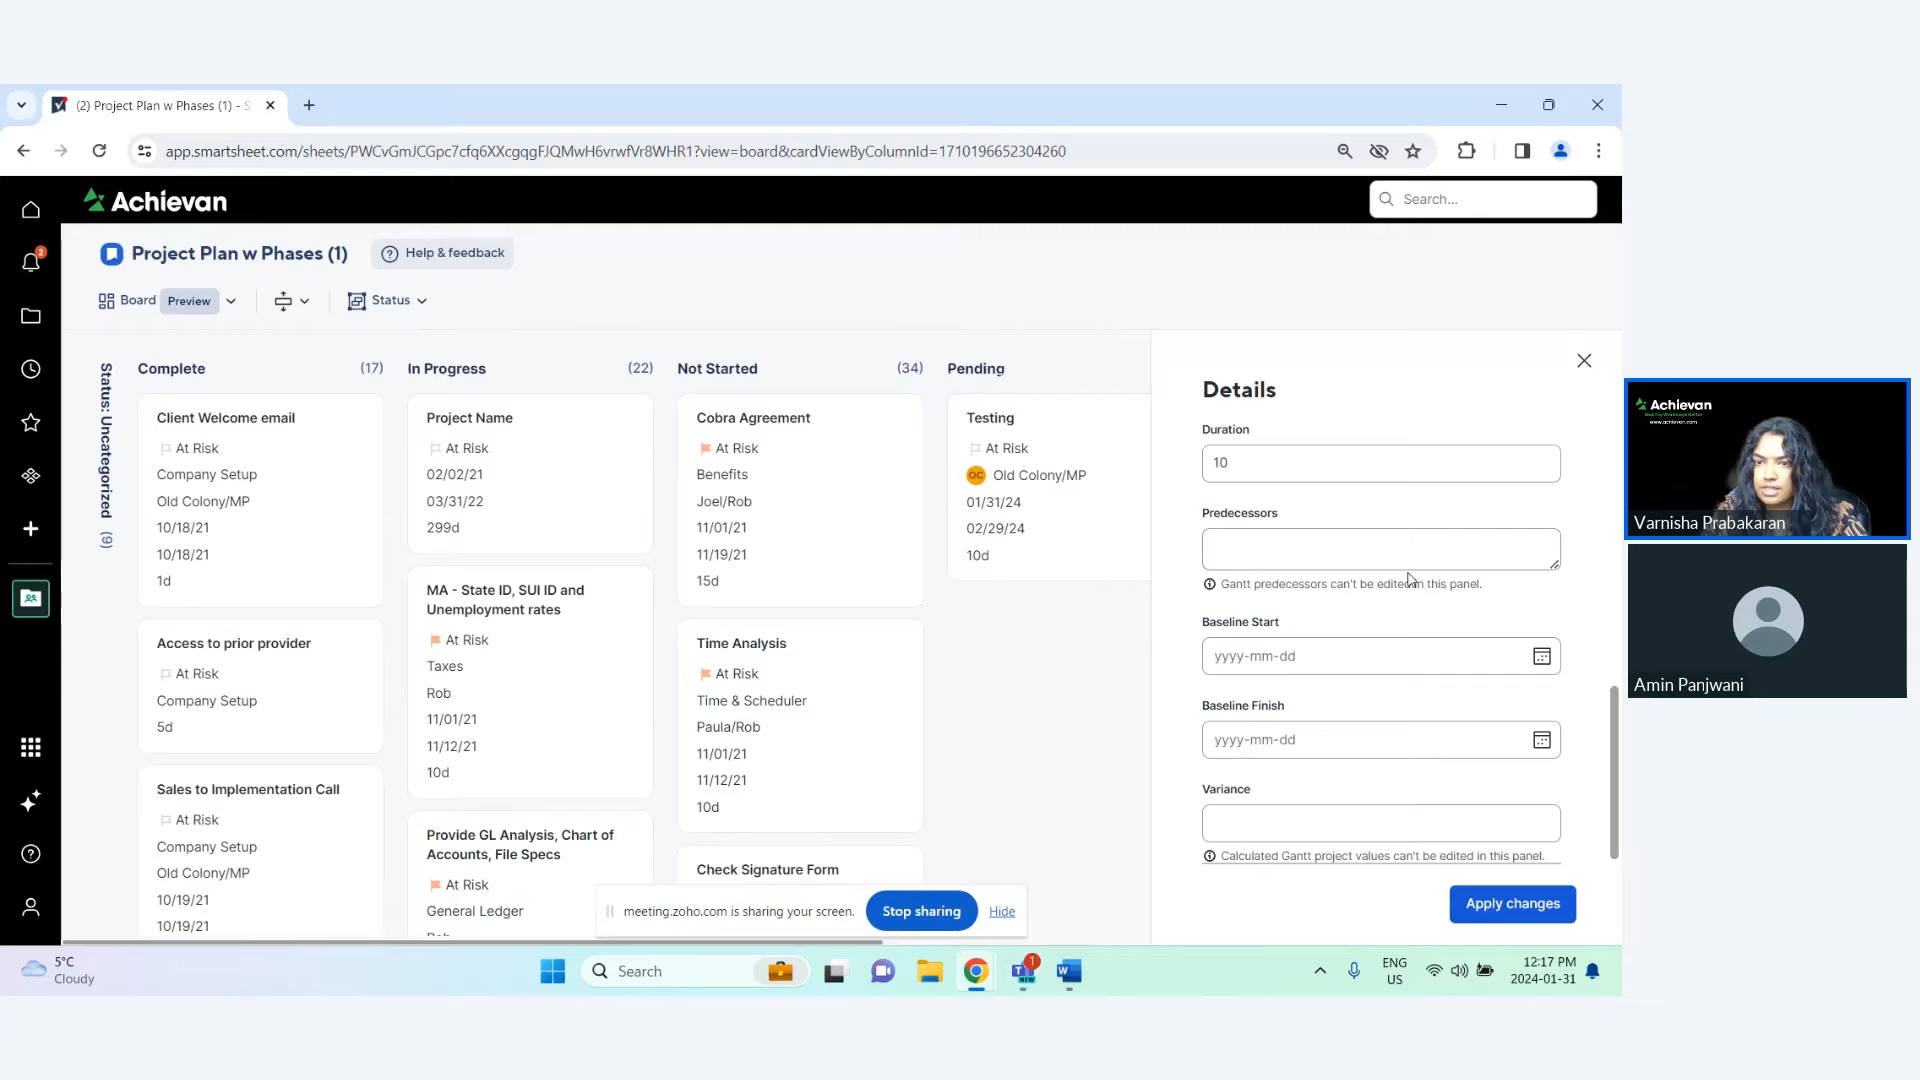 (2) Project Plan w Phases (1) - S
app.smartsheet.com/sheets/PWCvGmJCGpc7cfq6XXcgqgFJQMwH6vrwfVr8WHR1?view=board&cardViewByColumnId=1710196652304260
Achievan
Search...
2
Project Plan w Phases (1)
Help & feedback
Board Preview
Status
Status: Uncategorized (9)
Complete (17)
Client Welcome email
At Risk
Company Setup
Old Colony/MP
10/18/21
10/18/21
1d
Access to prior provider
At Risk
Company Setup
5d
Sales to Implementation Call
At Risk
Company Setup
Old Colony/MP
10/19/21
10/19/21
In Progress (22)
Project Name
At Risk
02/02/21
03/31/22
299d
MA - State ID, SUI ID and
Unemployment rates
At Risk
Taxes
Rob
11/01/21
11/12/21
10d
Provide GL Analysis, Chart of
Accounts, File Specs
At Risk
General Ledger
Not Started (34)
Cobra Agreement
At Risk
Benefits
Joel/Rob
11/01/21
11/19/21
15d
Time Analysis
At Risk
Time & Scheduler
Paula/Rob
11/01/21
11/12/21
10d
Check Signature Form
Pending
Testing
At Risk
OC Old Colony/MP
01/31/24
02/29/24
10d
Details
Duration
10
Predecessors
Gantt predecessors can't be edited in this panel.
Baseline Start
yyyy-mm-dd
Baseline Finish
yyyy-mm-dd
Variance
Calculated Gantt project values can't be edited in this panel.
Apply changes
meeting.zoho.com is sharing your screen.
Stop sharing
Hide
Achievan
www.achievan.com
Varnisha Prabakaran
Amin Panjwani
5°C
Cloudy
Search
1
NEW
ENG
US
12:17 PM
2024-01-31